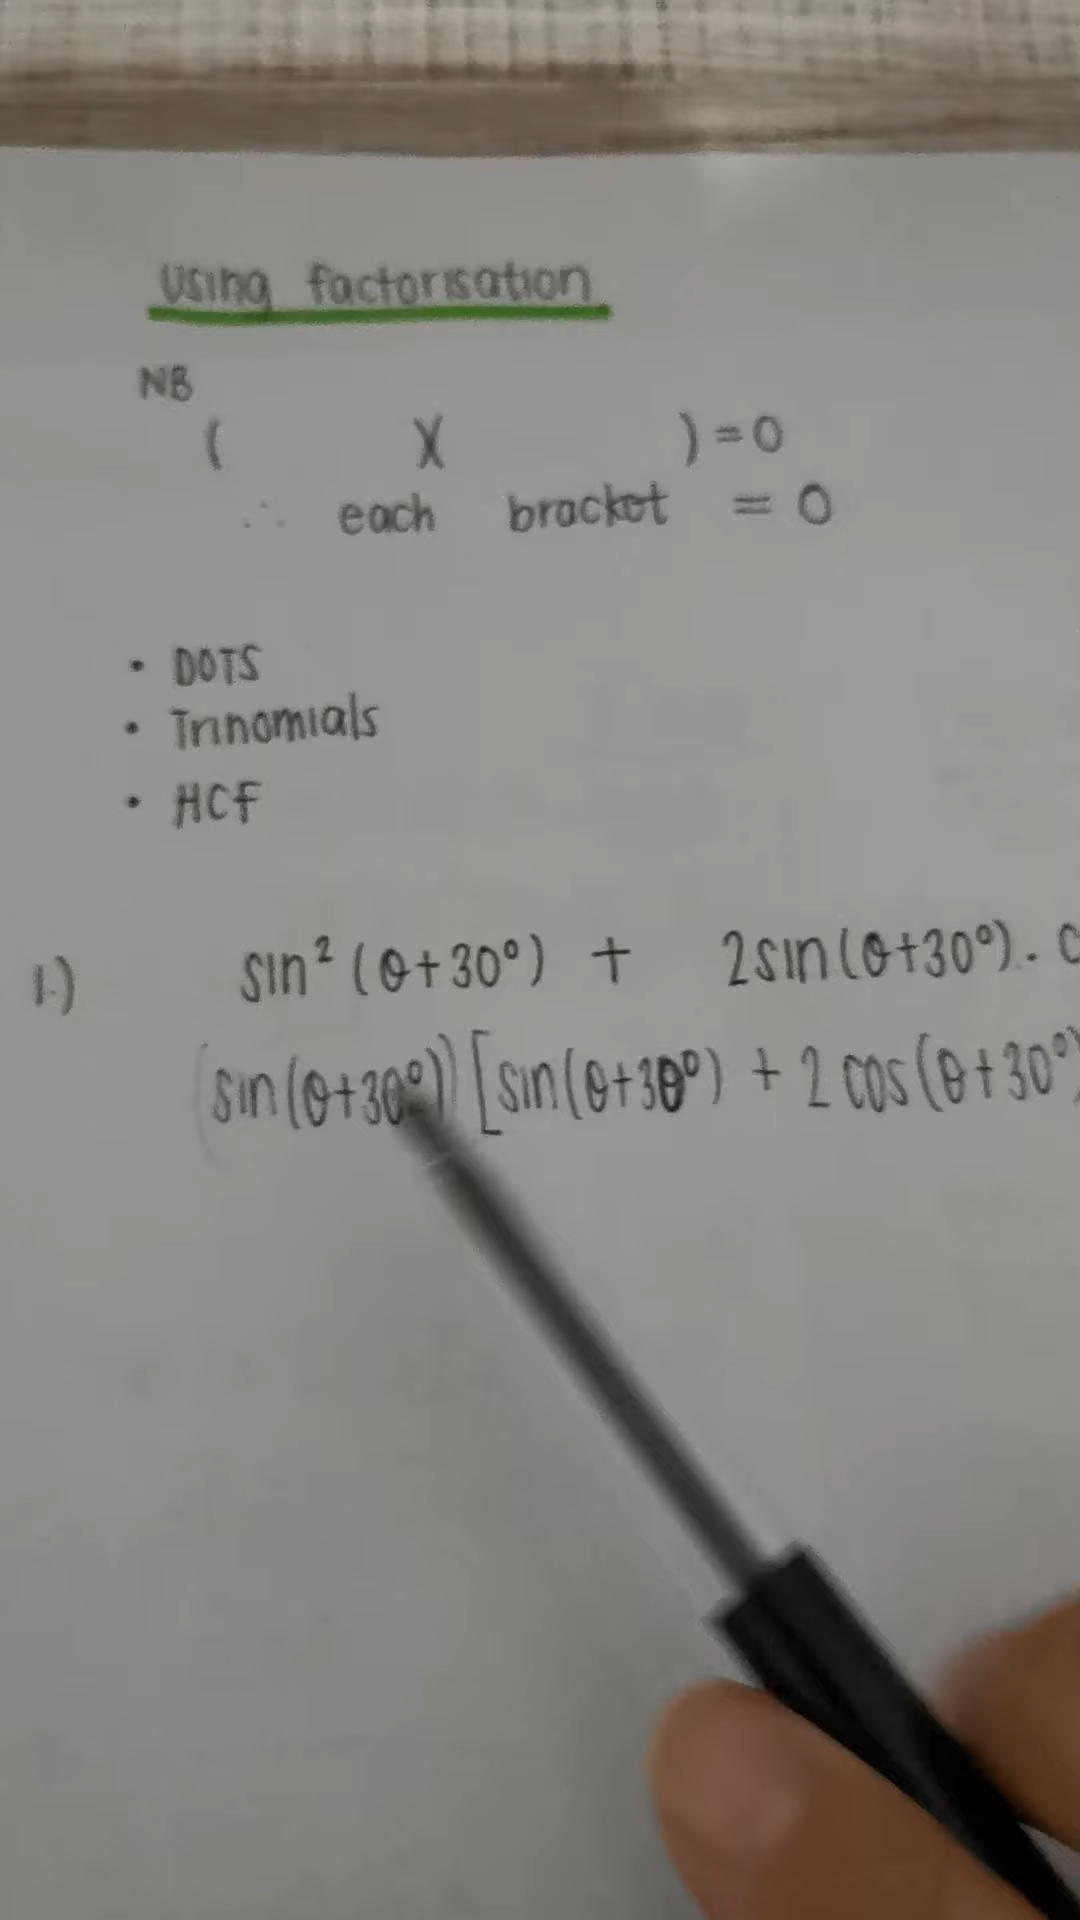 Using factorisation
NB
( )( ) = 0
∴ each bracket = 0
• DOTS
• Trinomials
• HCF
1.) sin² (θ+30°) + 2sin(θ+30°). c
(sin(θ+30°)) [sin(θ+30°) + 2 cos(θ+30°)